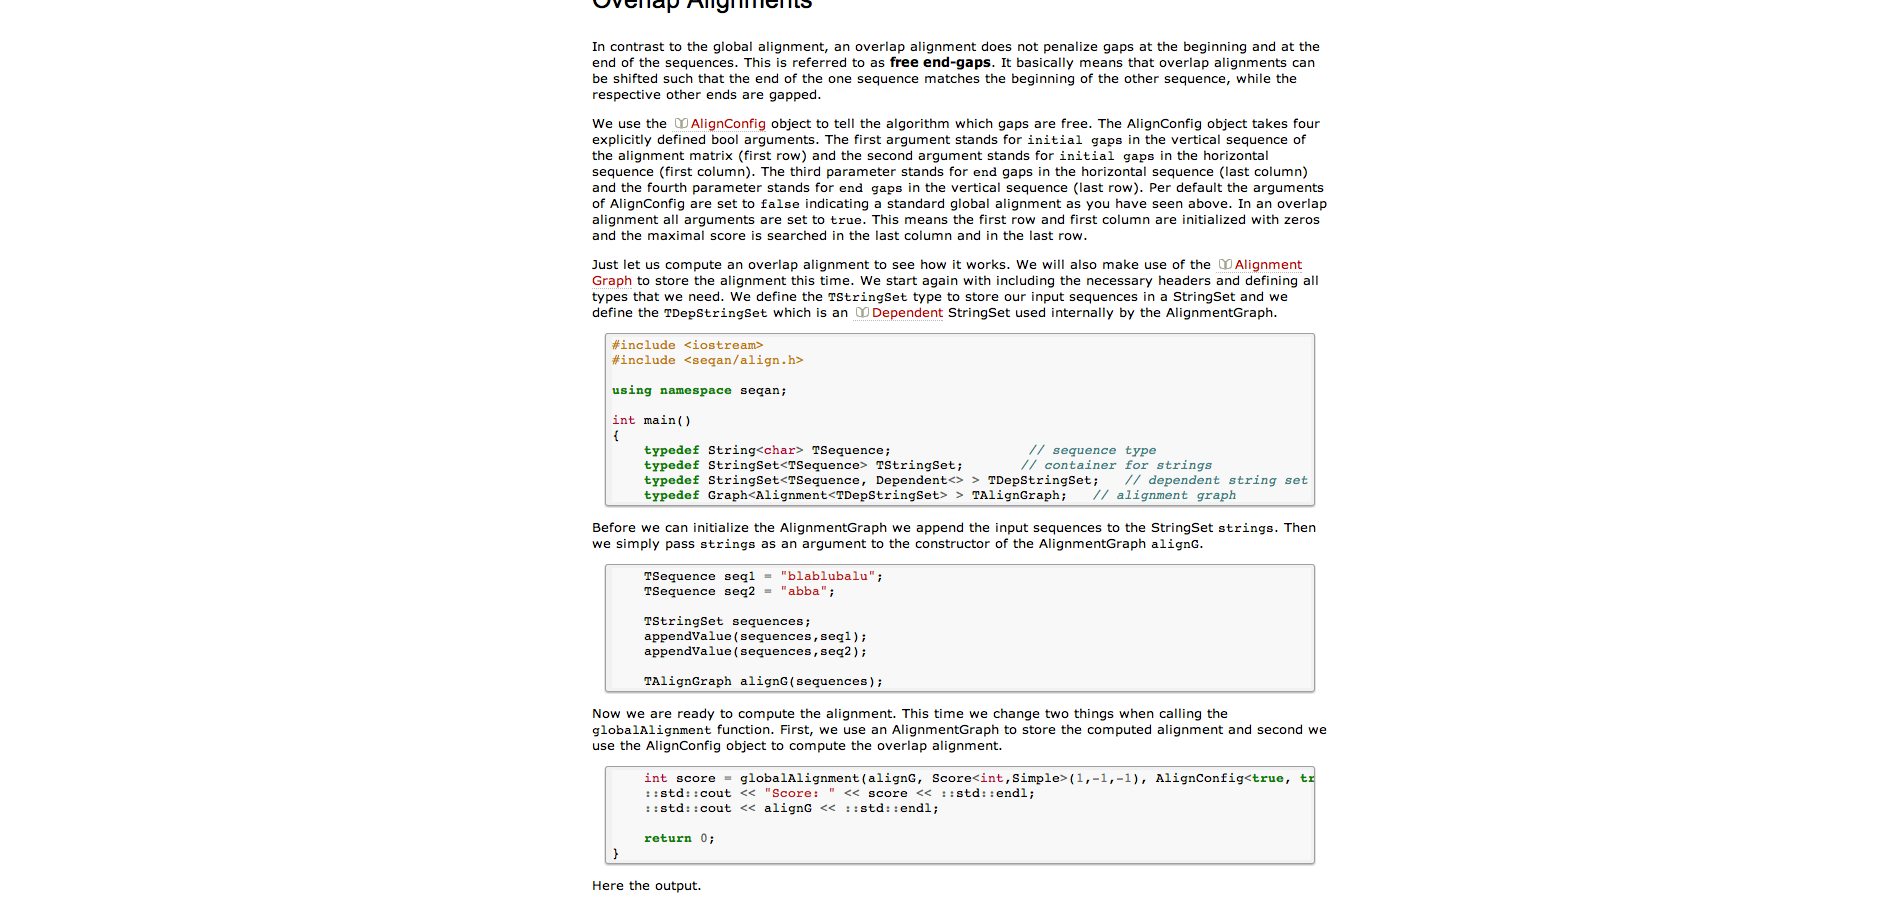 Overlap Alignments
In contrast to the global alignment, an overlap alignment does not penalize gaps at the beginning and at the
end of the sequences. This is referred to as free end-gaps. It basically means that overlap alignments can
be shifted such that the end of the one sequence matches the beginning of the other sequence, while the
respective other ends are gapped.
We use the AlignConfig object to tell the algorithm which gaps are free. The AlignConfig object takes four
explicitly defined bool arguments. The first argument stands for initial gaps in the vertical sequence of
the alignment matrix (first row) and the second argument stands for initial gaps in the horizontal
sequence (first column). The third parameter stands for end gaps in the horizontal sequence (last column)
and the fourth parameter stands for end gaps in the vertical sequence (last row). Per default the arguments
of AlignConfig are set to false indicating a standard global alignment as you have seen above. In an overlap
alignment all arguments are set to true. This means the first row and first column are initialized with zeros
and the maximal score is searched in the last column and in the last row.
Just let us compute an overlap alignment to see how it works. We will also make use of the Alignment
Graph to store the alignment this time. We start again with including the necessary headers and defining all
types that we need. We define the TStringSet type to store our input sequences in a StringSet and we
define the TDepStringSet which is an Dependent StringSet used internally by the AlignmentGraph.
#include <iostream>
#include <seqan/align.h>
using namespace seqan;
int main()
{
typedef String<char> TSequence; // sequence type
typedef StringSet<TSequence> TStringSet; // container for strings
typedef StringSet<TSequence, Dependent<> > TDepStringSet; // dependent string set
typedef Graph<Alignment<TDepStringSet> > TAlignGraph; // alignment graph
Before we can initialize the AlignmentGraph we append the input sequences to the StringSet strings. Then
we simply pass strings as an argument to the constructor of the AlignmentGraph alignG.
TSequence seq1 = "blablubalu";
TSequence seq2 = "abba";
TStringSet sequences;
appendValue(sequences,seq1);
appendValue(sequences,seq2);
TAlignGraph alignG(sequences);
Now we are ready to compute the alignment. This time we change two things when calling the
globalAlignment function. First, we use an AlignmentGraph to store the computed alignment and second we
use the AlignConfig object to compute the overlap alignment.
int score = globalAlignment(alignG, Score<int,Simple>(1,-1,-1), AlignConfig<true, tr
::std::cout << "Score: " << score << ::std::endl;
::std::cout << alignG << ::std::endl;
return 0;
}
Here the output.